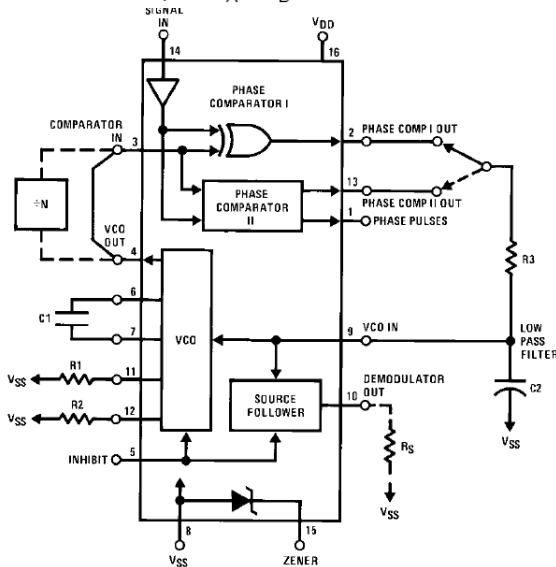 SIGNAL
IN
VDD
14
16
PHASE
COMPARATOR I
COMPARATOR
IN
3
2
PHASE COMP I OUT
÷N
PHASE
COMPARATOR
II
13
PHASE COMP II OUT
1
PHASE PULSES
VCO
OUT
4
R3
6
C1
7
VCO
9
VCO IN
LOW
PASS
FILTER
R1
11
VSS
C2
R2
12
VSS
SOURCE
FOLLOWER
10
DEMODULATOR
OUT
VSS
5
INHIBIT
RS
VSS
8
15
VSS
ZENER